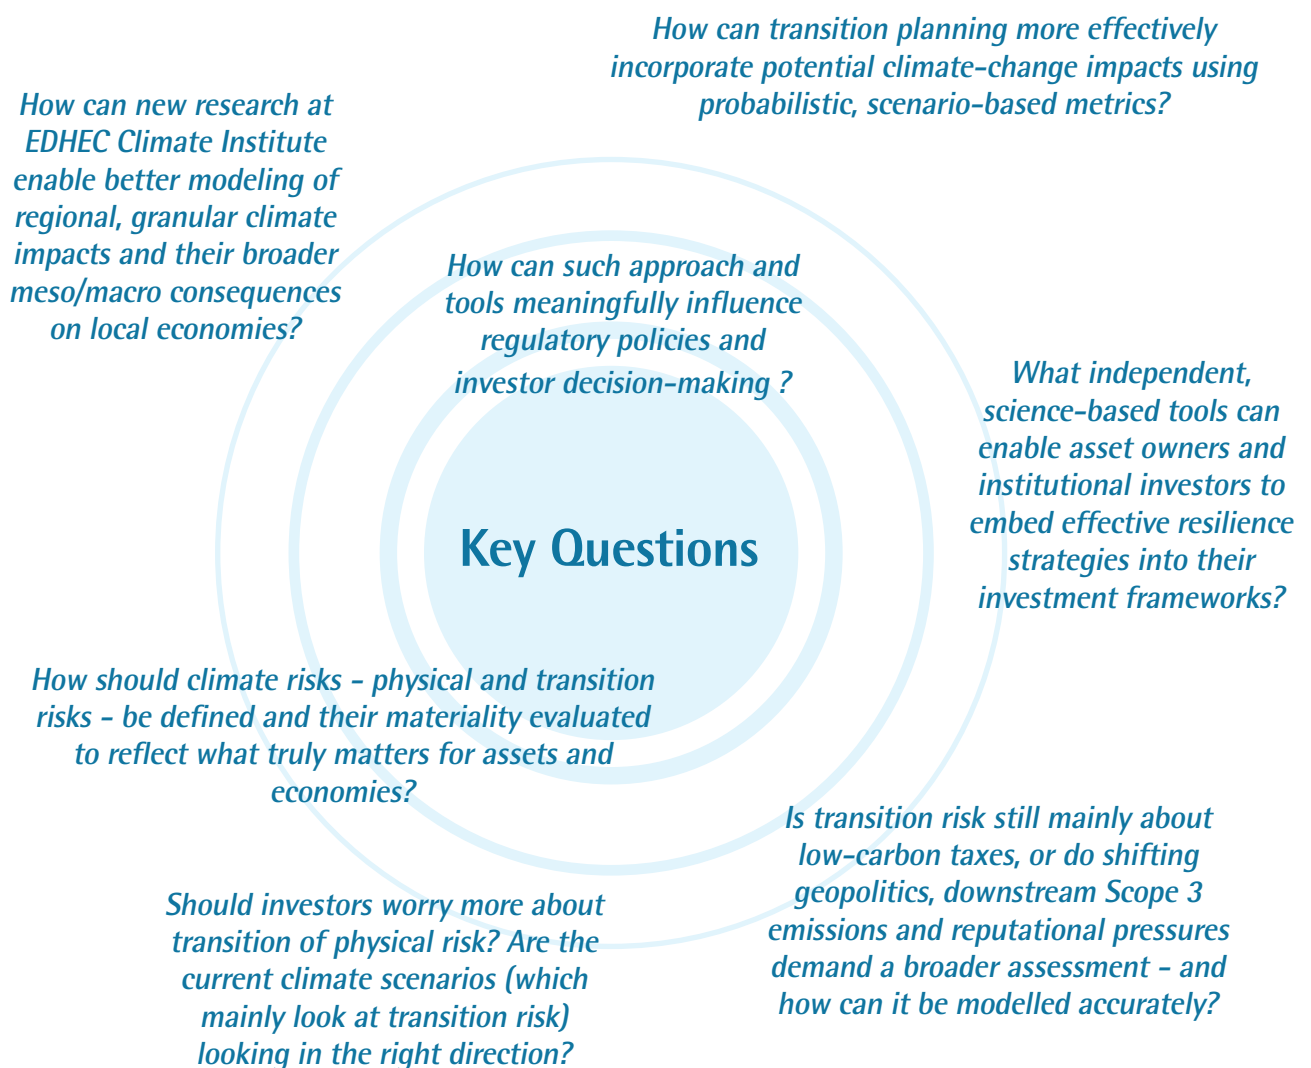 How can transition planning more effectively
incorporate potential climate-change impacts using
probabilistic, scenario-based metrics?
How can new research at
EDHEC Climate Institute
enable better modeling of
regional, granular climate
impacts and their broader
meso/macro consequences
on local economies?
How can such approach and
tools meaningfully influence
regulatory policies and
investor decision-making ?
What independent,
science-based tools can
enable asset owners and
institutional investors to
embed effective resilience
strategies into their
investment frameworks?
Key Questions
How should climate risks - physical and transition
risks - be defined and their materiality evaluated
to reflect what truly matters for assets and
economies?
Is transition risk still mainly about
low-carbon taxes, or do shifting
geopolitics, downstream Scope 3
emissions and reputational pressures
demand a broader assessment - and
how can it be modelled accurately?
Should investors worry more about
transition of physical risk? Are the
current climate scenarios (which
mainly look at transition risk)
looking in the right direction?